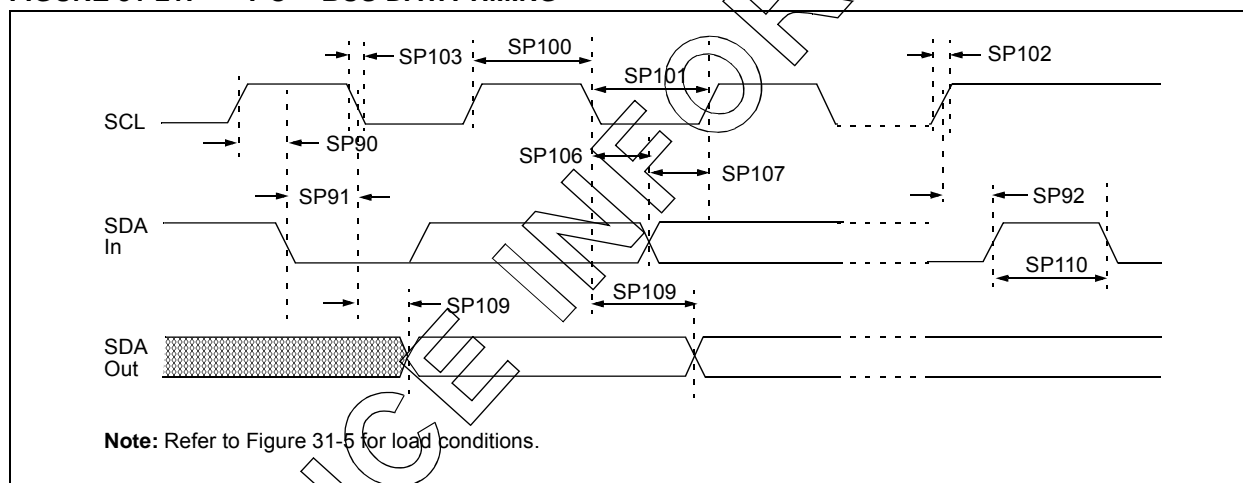 SP103
SP100
SP101
SP102
SCL
SP90
SP106
SP107
SP91
SP92
SDA
In
SP110
SP109
SP109
SDA
Out
Note: Refer to Figure 31-5 for load conditions.